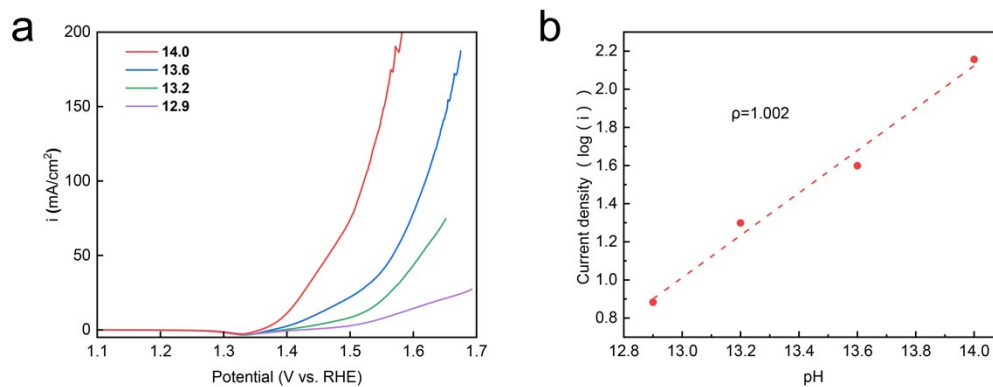 a
200
150
100
50
0
i (mA/cm²)
14.0
13.6
13.2
12.9
1.1 1.2 1.3 1.4 1.5 1.6 1.7
Potential (V vs. RHE)
b
2.2
2.0
1.8
1.6
1.4
1.2
1.0
0.8
Current density ( log ( i ) )
ρ=1.002
12.8 13.0 13.2 13.4 13.6 13.8 14.0
pH